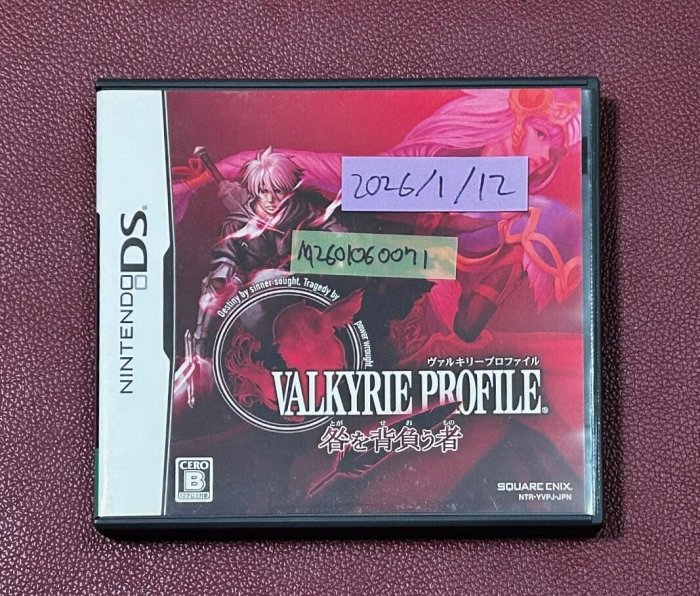 2026/1/12
M2601060071
NINTENDO DS®
Destiny by sinner sought, Tragedy by
power wrought.
ヴァルキリープロファイル
VALKYRIE PROFILE®
とが せお もの
咎を背負う者
CERO
B
SQUARE ENIX
NTR-YVPJ-JPN